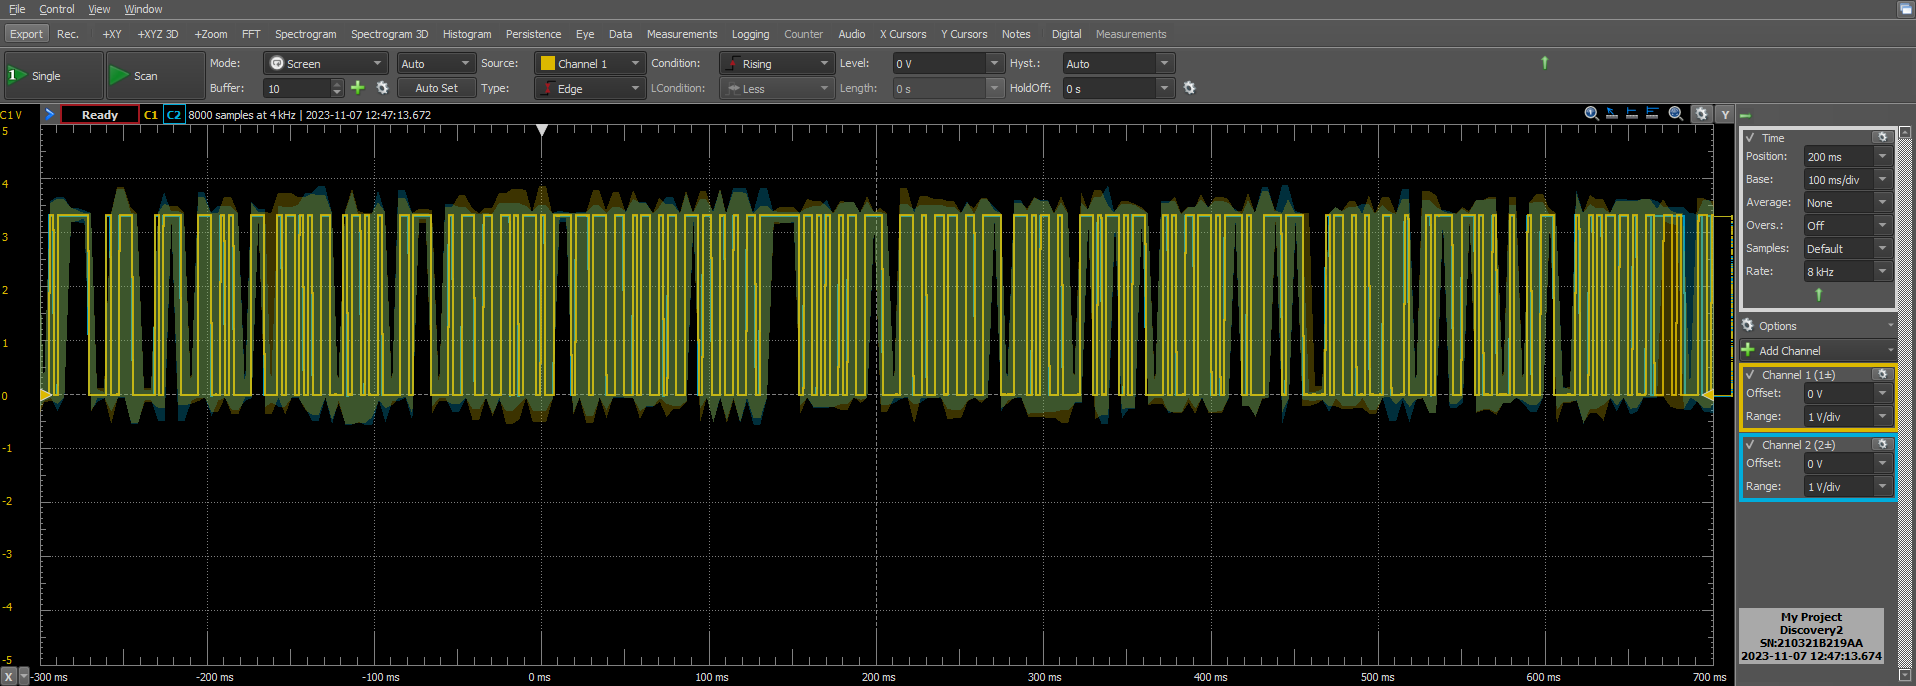 File Control View Window
Export Rec. +XY +XYZ 3D +Zoom FFT Spectrogram Spectrogram 3D Histogram Persistence Eye Data Measurements Logging Counter Audio X Cursors Y Cursors Notes Digital Measurements
1 Single Scan Mode: Screen Auto Source: Channel 1 Condition: Rising Level: 0 V Hyst.: Auto
Buffer: 10 Auto Set Type: Edge LCondition: Less Length: 0 s HoldOff: 0 s
C1 V Ready C1 C2 8000 samples at 4 kHz | 2023-11-07 12:47:13.672 Y
5
4
3
2
1
0
-1
-2
-3
-4
-5
X -300 ms -200 ms -100 ms 0 ms 100 ms 200 ms 300 ms 400 ms 500 ms 600 ms 700 ms
Time
Position: 200 ms
Base: 100 ms/div
Average: None
Overs.: Off
Samples: Default
Rate: 8 kHz
Options
Add Channel
Channel 1 (1±)
Offset: 0 V
Range: 1 V/div
Channel 2 (2±)
Offset: 0 V
Range: 1 V/div
My Project
Discovery2
SN:210321B219AA
2023-11-07 12:47:13.674